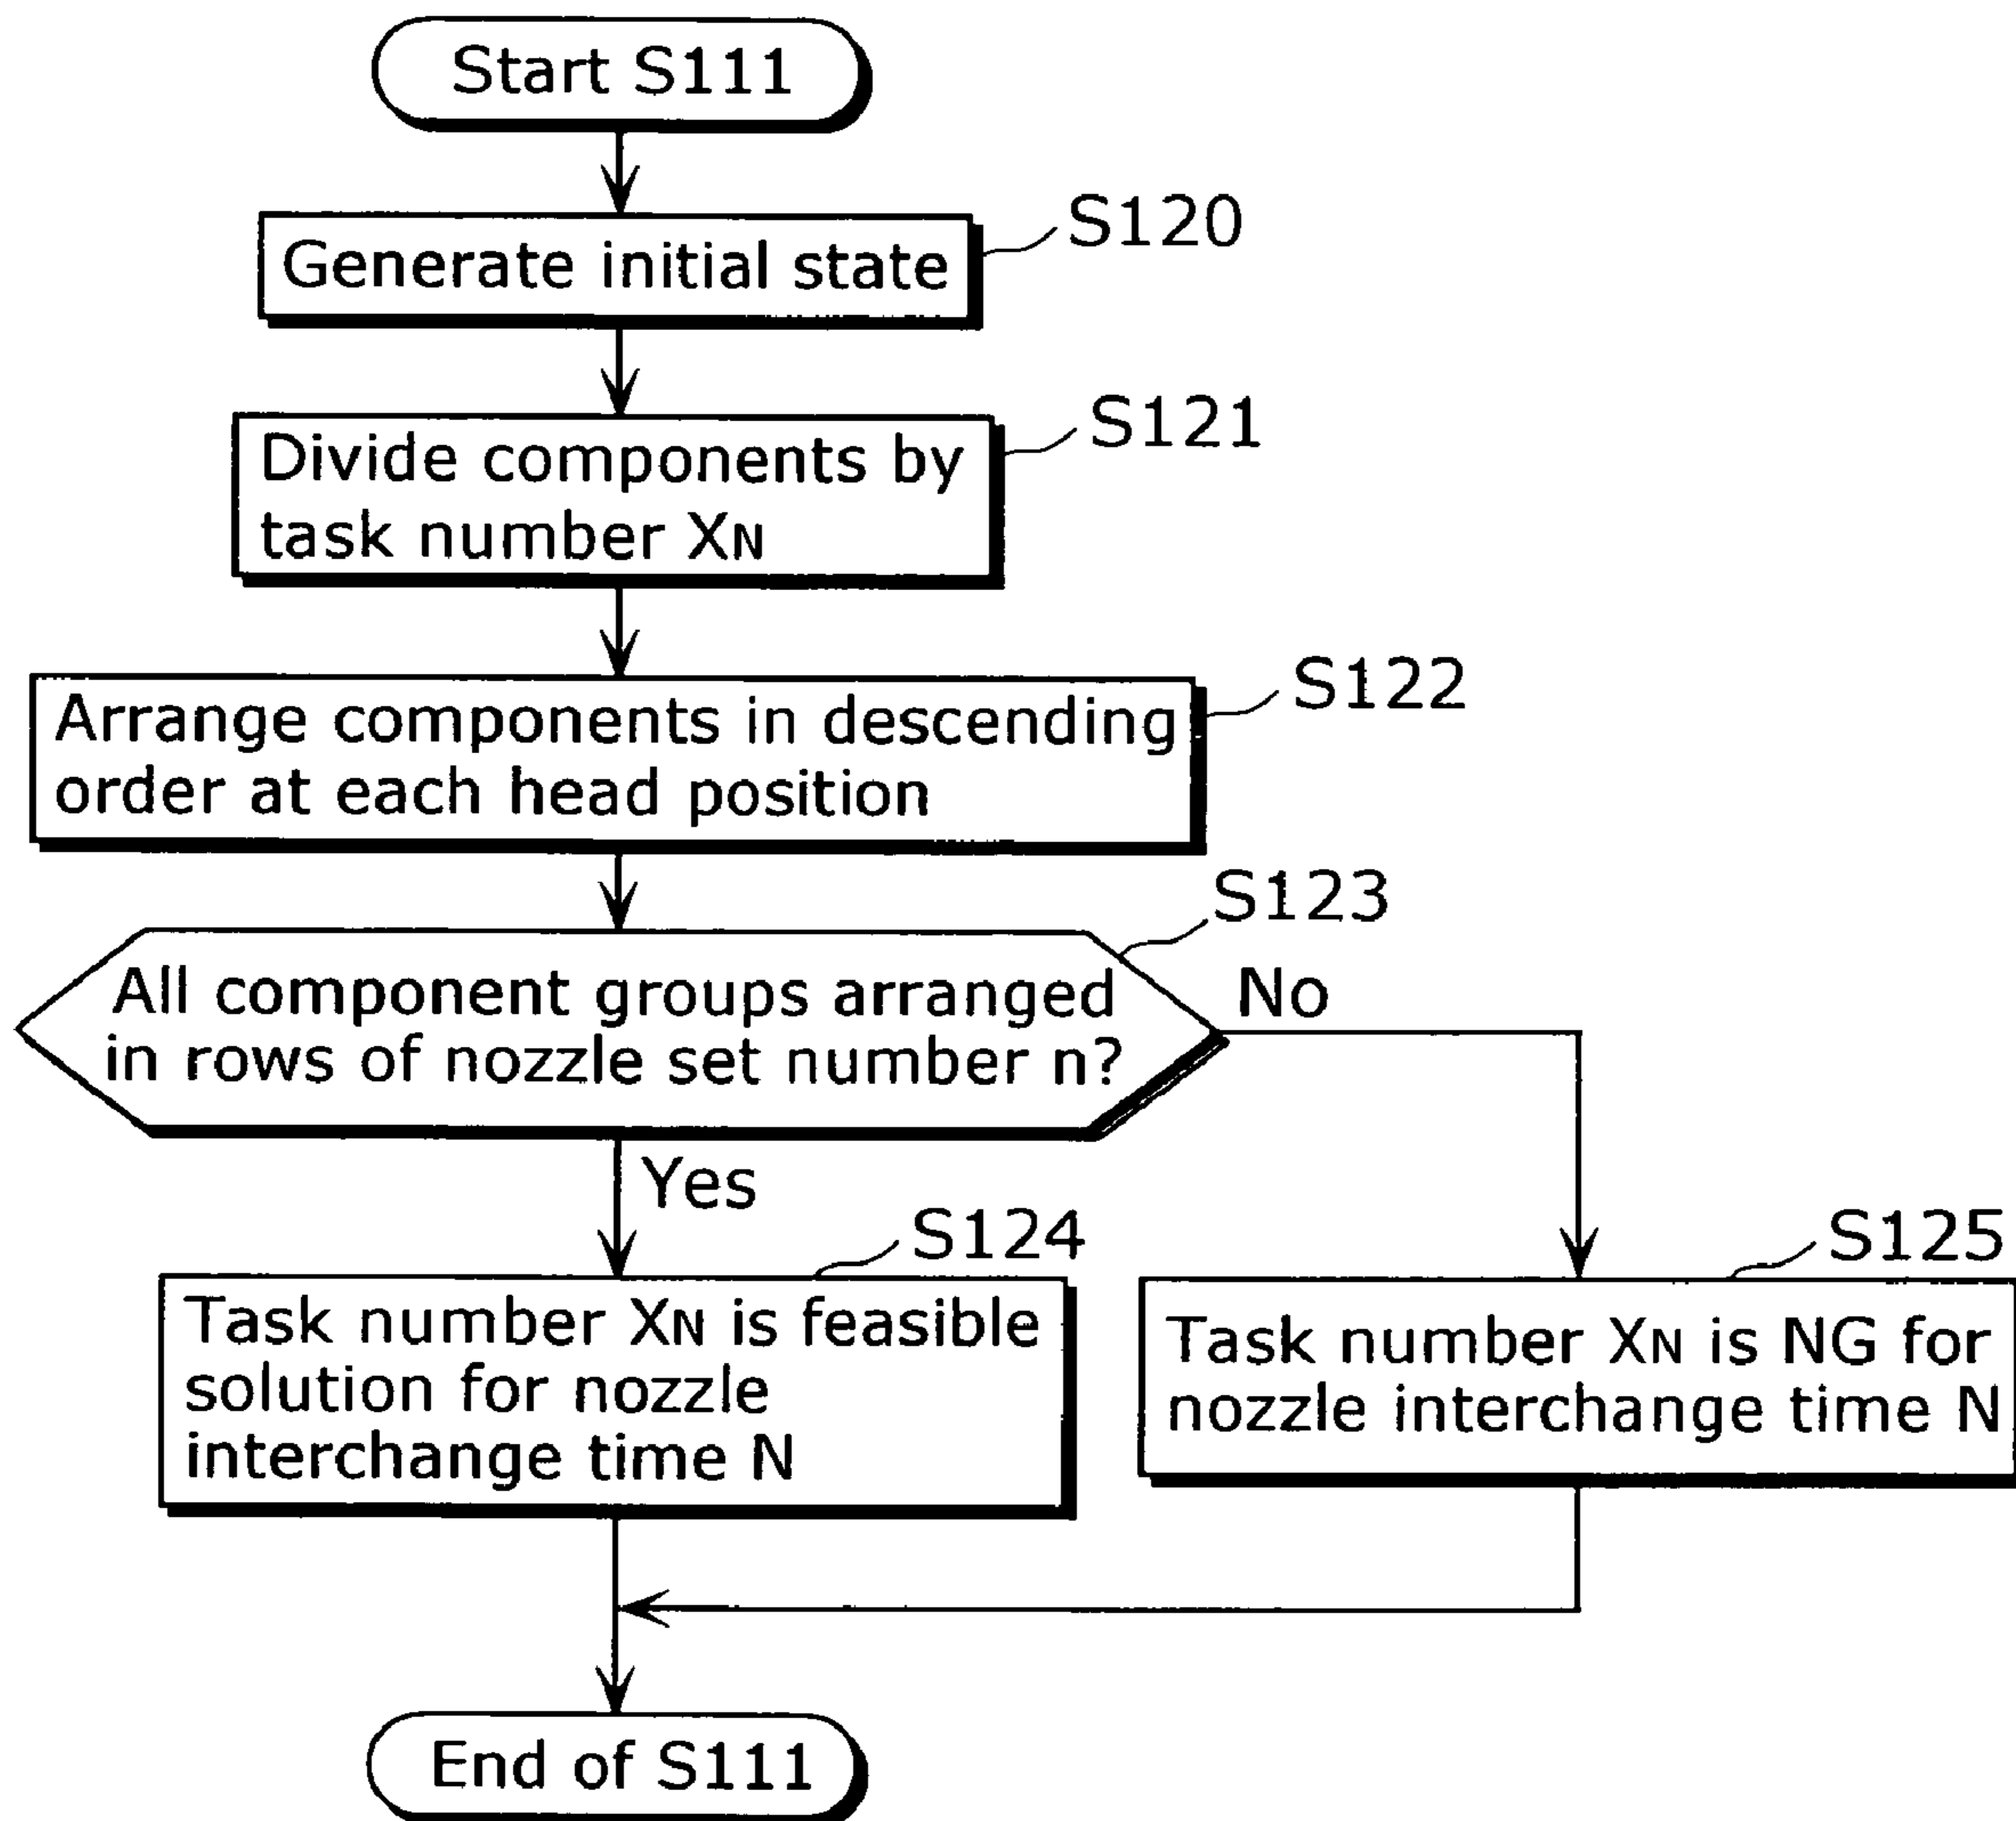 Start S111
S120
Generate initial state
S121
Divide components by
task number XN
S122
Arrange components in descending
order at each head position
S123
All component groups arranged
in rows of nozzle set number n?
No
Yes
S124
Task number XN is feasible
solution for nozzle
interchange time N
S125
Task number XN is NG for
nozzle interchange time N
End of S111